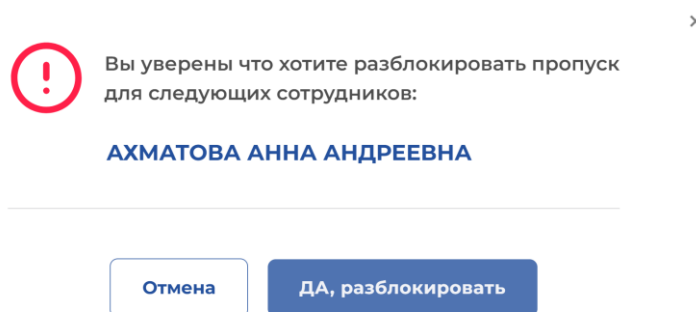 Вы уверены что хотите разблокировать пропуск
для следующих сотрудников:
АХМАТОВА АННА АНДРЕЕВНА
Отмена
ДА, разблокировать